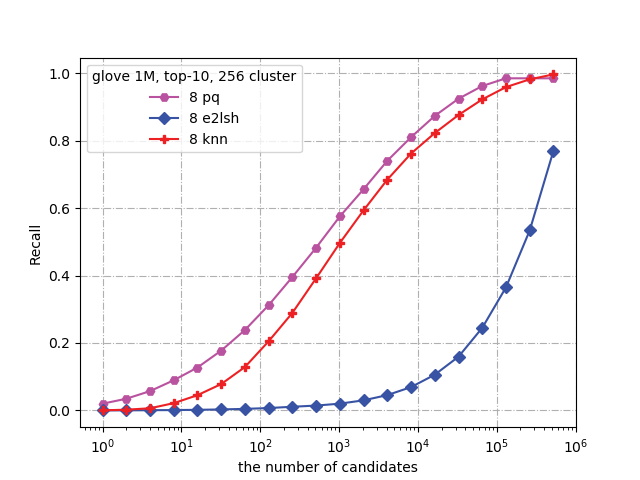 glove 1M, top-10, 256 cluster
8 pq
8 e2lsh
8 knn
1.0
0.8
0.6
0.4
0.2
0.0
Recall
10^0 10^1 10^2 10^3 10^4 10^5 10^6
the number of candidates